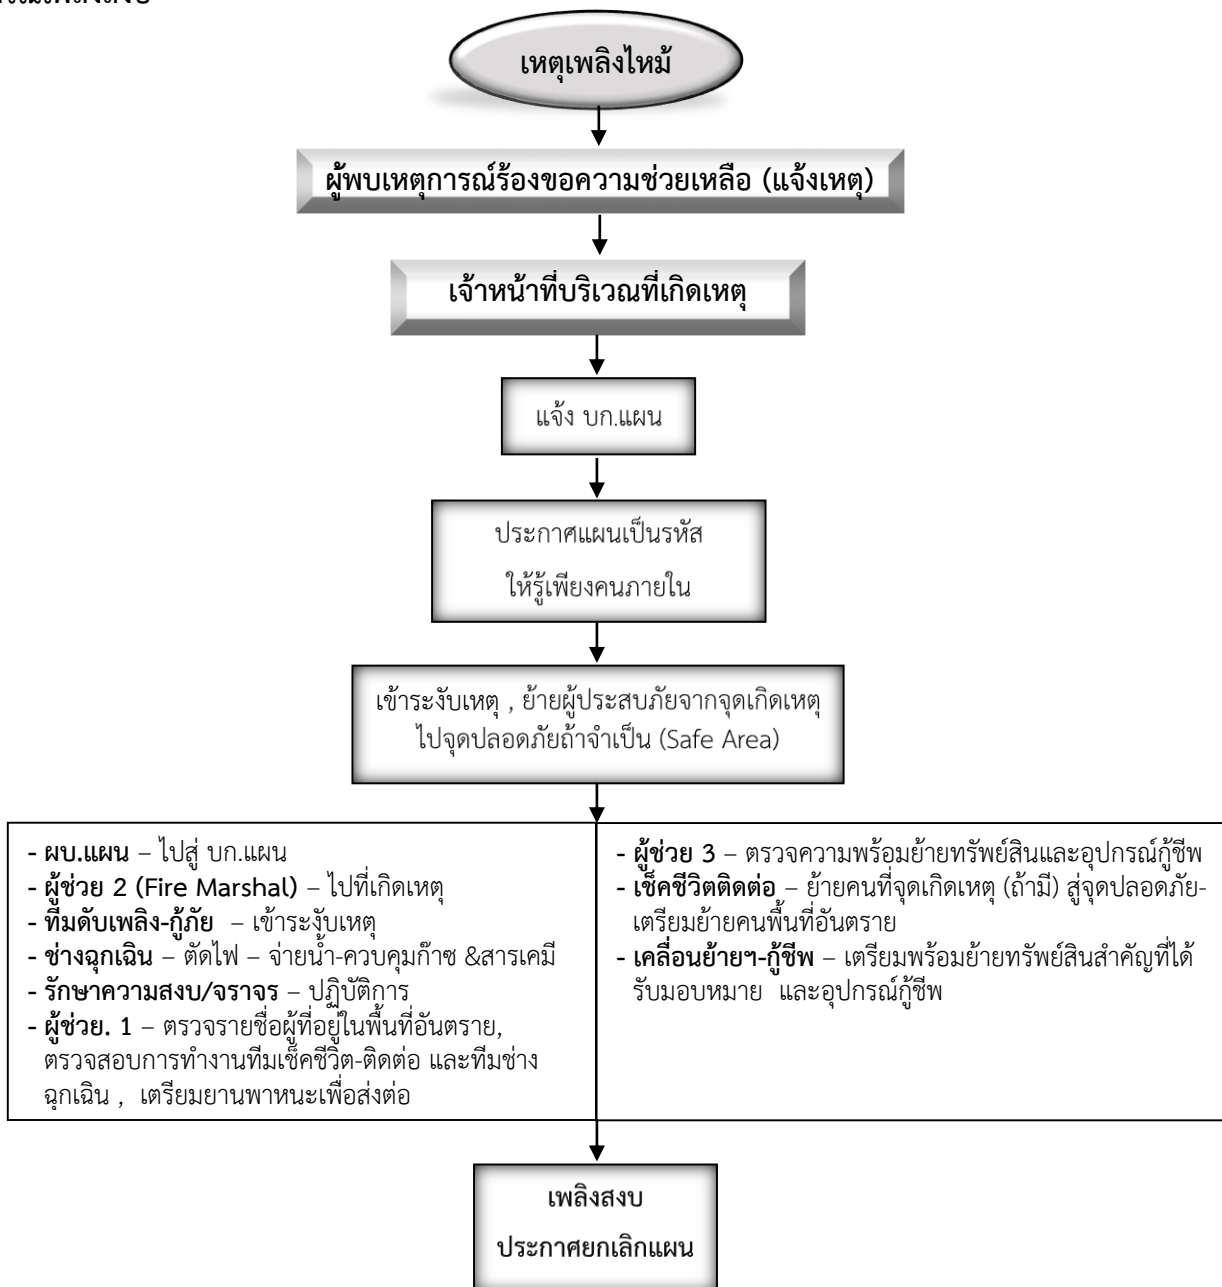 เหตุเพลิงไหม้
ผู้พบเหตุการณ์ร้องขอความช่วยเหลือ (แจ้งเหตุ)
เจ้าหน้าที่บริเวณที่เกิดเหตุ
แจ้ง บก.แผน
ประกาศแผนเป็นรหัส
ให้รู้เพียงคนภายใน
เข้าระงับเหตุ , ย้ายผู้ประสบภัยจากจุดเกิดเหตุ
ไปจุดปลอดภัยถ้าจำเป็น (Safe Area)
- ผบ.แผน – ไปสู่ บก.แผน
- ผู้ช่วย 2 (Fire Marshal) – ไปที่เกิดเหตุ
- ทีมดับเพลิง-กู้ภัย – เข้าระงับเหตุ
- ช่างฉุกเฉิน – ตัดไฟ – จ่ายน้ำ-ควบคุมก๊าซ &สารเคมี
- รักษาความสงบ/จราจร – ปฏิบัติการ
- ผู้ช่วย. 1 – ตรวจรายชื่อผู้ที่อยู่ในพื้นที่อันตราย,
ตรวจสอบการทำงานทีมเช็คชีวิต-ติดต่อ และทีมช่าง
ฉุกเฉิน , เตรียมยานพาหนะเพื่อส่งต่อ
- ผู้ช่วย 3 – ตรวจความพร้อมย้ายทรัพย์สินและอุปกรณ์กู้ชีพ
- เช็คชีวิตติดต่อ – ย้ายคนที่จุดเกิดเหตุ (ถ้ามี) สู่จุดปลอดภัย-
เตรียมย้ายคนพื้นที่อันตราย
- เคลื่อนย้ายฯ-กู้ชีพ – เตรียมพร้อมย้ายทรัพย์สินสำคัญที่ได้
รับมอบหมาย และอุปกรณ์กู้ชีพ
เพลิงสงบ
ประกาศยกเลิกแผน